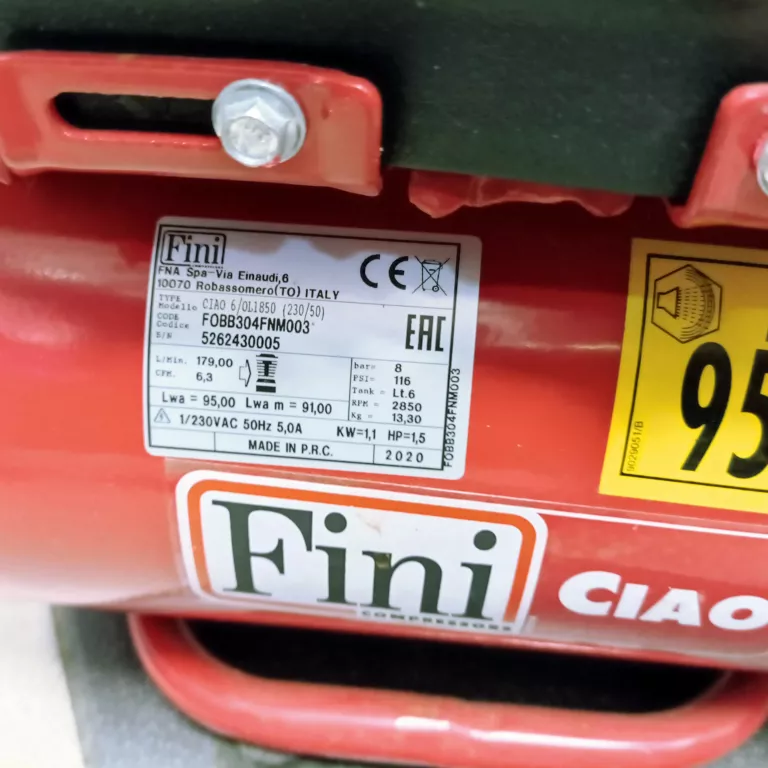 Fini
FNA Spa-Via Einaudi,6
10070 Robassomero(TO) ITALY
CE
TYPE
Modello CIAO 6/OL1850 (230/50)
CODE
Codice FOBB304FNM003
S/N 5262430005
EAC
L/Min. 179,00
CFM. 6,3
bar= 8
PSI= 116
Tank = Lt.6
RPM = 2850
Kg = 13,30
Lwa = 95,00 Lwa m = 91,00
1/230VAC 50Hz 5,0A KW=1,1 HP=1,5
MADE IN P.R.C. 2020
FOBB304FNM003
9029051/B
95
Fini
COMPRESSORS
CIAO